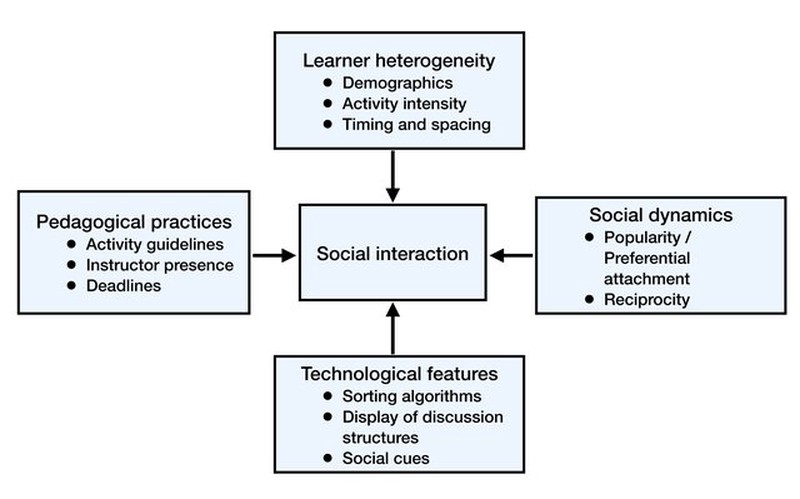 Learner heterogeneity
● Demographics
● Activity intensity
● Timing and spacing
Pedagogical practices
● Activity guidelines
● Instructor presence
● Deadlines
Social interaction
Social dynamics
● Popularity /
Preferential
attachment
● Reciprocity
Technological features
● Sorting algorithms
● Display of discussion
structures
● Social cues